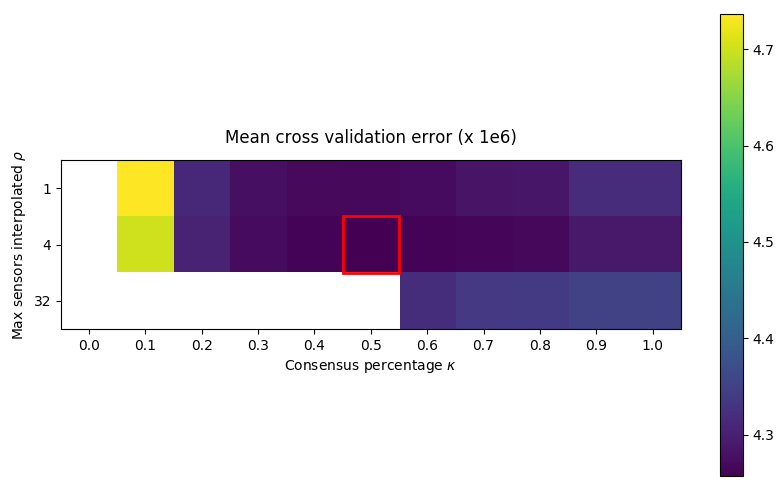 Mean cross validation error (x 1e6)
Max sensors interpolated ρ
1
4
32
0.0 0.1 0.2 0.3 0.4 0.5 0.6 0.7 0.8 0.9 1.0
Consensus percentage κ
4.7
4.6
4.5
4.4
4.3